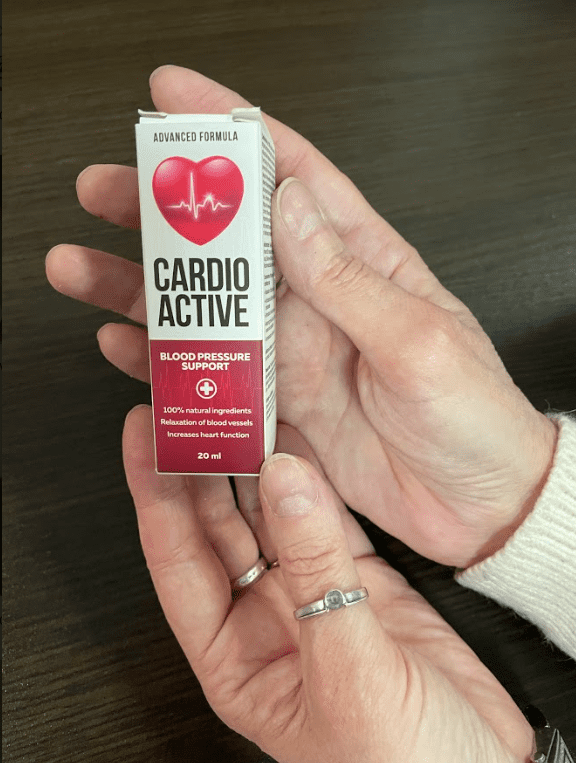 ADVANCED FORMULA
CARDIO
ACTIVE
BLOOD PRESSURE
SUPPORT
100% natural ingredients
Relaxation of blood vessels
Increases heart function
20 ml